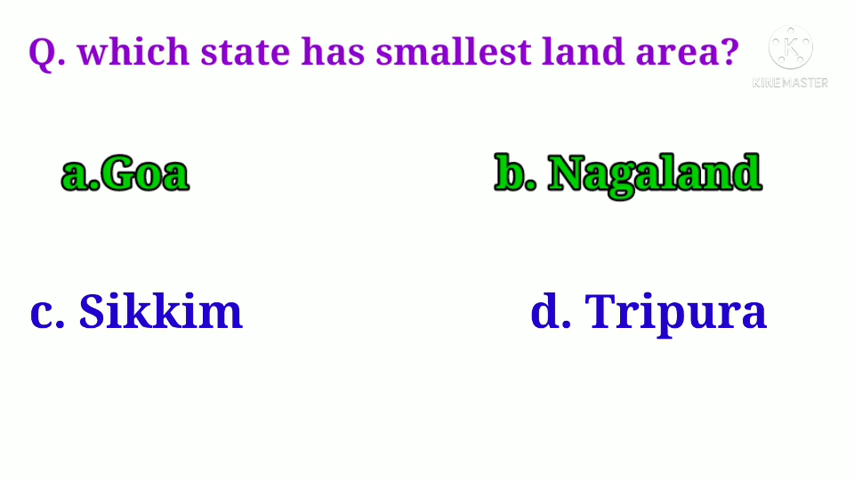 Q. which state has smallest land area?
KINEMASTER
a.Goa
b. Nagaland
c. Sikkim
d. Tripura